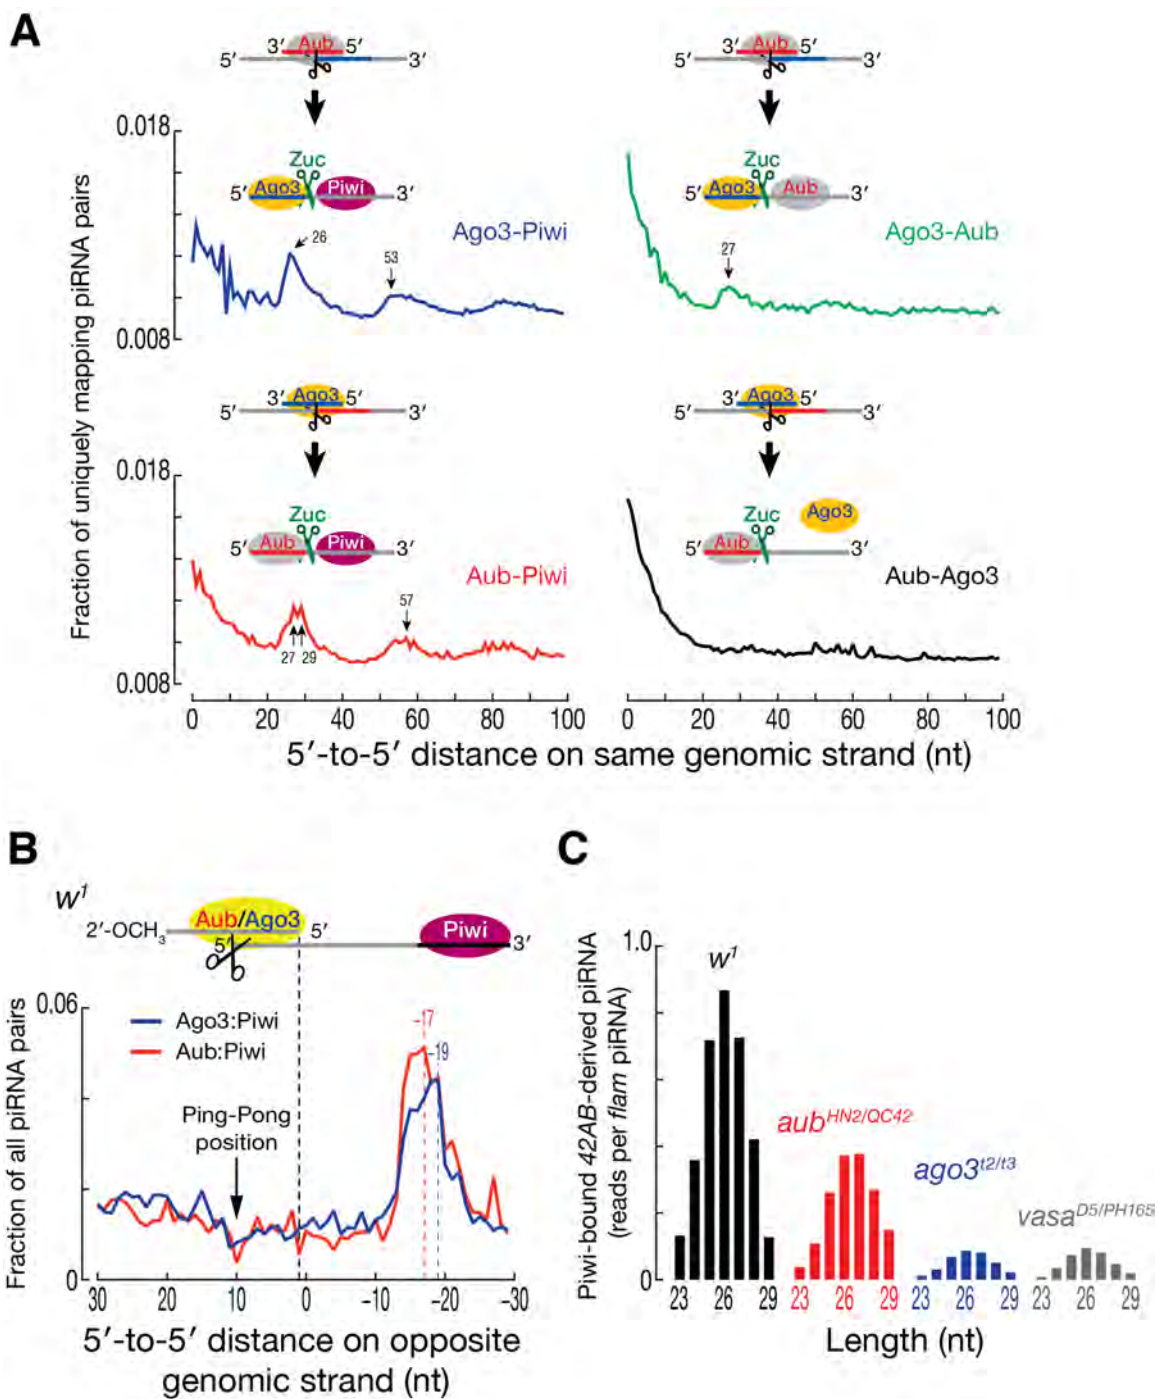 A
Aub
3′ 5′
5′ 3′
Aub
3′ 5′
5′ 3′
Fraction of uniquely mapping piRNA pairs
0.018
0.008
Zuc
5′ Ago3 Piwi 3′
Ago3-Piwi
26
53
Zuc
5′ Ago3 Aub 3′
Ago3-Aub
27
Ago3
3′ 5′
5′ 3′
Ago3
3′ 5′
5′ 3′
0.018
0.008
Zuc
5′ Aub Piwi 3′
Aub-Piwi
27 29
57
Ago3
Zuc
5′ Aub 3′
Aub-Ago3
0 20 40 60 80 100
0 20 40 60 80 100
5′-to-5′ distance on same genomic strand (nt)
B
w1
2′-OCH3
Aub/Ago3
5′
5′
Piwi
3′
Fraction of all piRNA pairs
0.06
0
Ago3:Piwi
Aub:Piwi
-17
-19
Ping-Pong
position
30 20 10 0 -10 -20 -30
5′-to-5′ distance on opposite
genomic strand (nt)
C
Piwi-bound 42AB-derived piRNA
(reads per flam piRNA)
1.0
0
w1
aubHN2/QC42
ago3t2/t3
vasaD5/PH165
23 26 29 23 26 29 23 26 29 23 26 29
Length (nt)